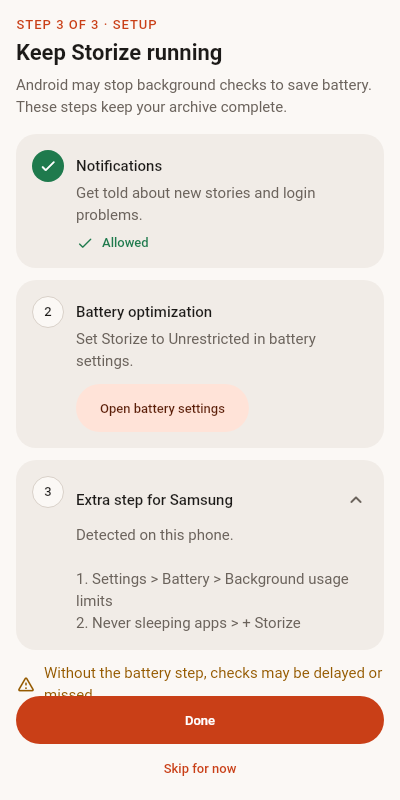 STEP 3 OF 3 · SETUP
Keep Storize running
Android may stop background checks to save battery.
These steps keep your archive complete.
Notifications
Get told about new stories and login
problems.
Allowed
2
Battery optimization
Set Storize to Unrestricted in battery
settings.
Open battery settings
3
Extra step for Samsung
Detected on this phone.
1. Settings > Battery > Background usage
limits
2. Never sleeping apps > + Storize
Without the battery step, checks may be delayed or
missed.
Done
Skip for now